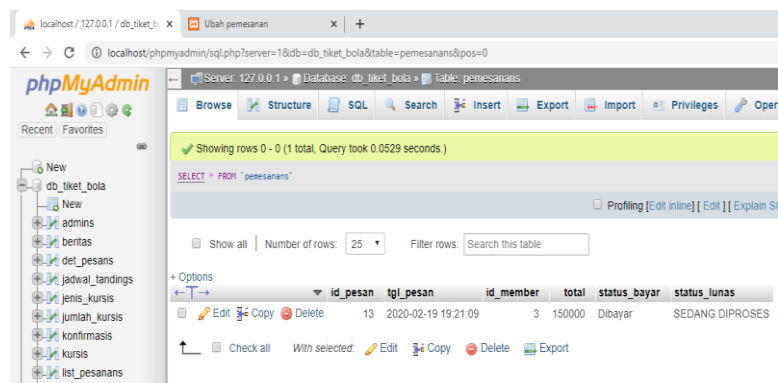 localhost / 127.0.0.1 / db_tiket_b
Ubah pemesanan
localhost/phpmyadmin/sql.php?server=1&db=db_tiket_bola&table=pemesanans&pos=0
phpMyAdmin
Recent Favorites
New
db_tiket_bola
New
admins
beritas
det_pesans
jadwal_tandings
jenis_kursis
jumlah_kursis
konfirmasis
kursis
list_pesanans
Server: 127.0.0.1 » Database: db_tiket_bola » Table: pemesanans
Browse Structure SQL Search Insert Export Import Privileges Oper
Showing rows 0 - 0 (1 total, Query took 0.0529 seconds.)
SELECT * FROM `pemesanans`
Profiling [Edit inline] [ Edit ] [ Explain SQ
Show all Number of rows: 25 Filter rows: Search this table
+ Options
←T→ id_pesan tgl_pesan id_member total status_bayar status_lunas
Edit Copy Delete 13 2020-02-19 19:21:09 3 150000 Dibayar SEDANG DIPROSES
Check all With selected: Edit Copy Delete Export